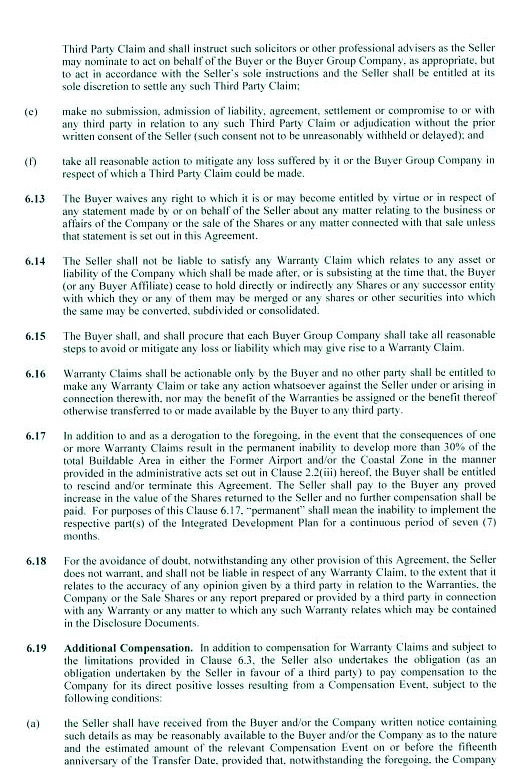 Third Party Claim and shall instruct such solicitors or other professional advisers as the Seller
may nominate to act on behalf of the Buyer or the Buyer Group Company, as appropriate, but
to act in accordance with the Seller's sole instructions and the Seller shall be entitled at its
sole discretion to settle any such Third Party Claim;
(e) make no submission, admission of liability, agreement, settlement or compromise to or with
any third party in relation to any such Third Party Claim or adjudication without the prior
written consent of the Seller (such consent not to be unreasonably withheld or delayed); and
(f) take all reasonable action to mitigate any loss suffered by it or the Buyer Group Company in
respect of which a Third Party Claim could be made.
6.13 The Buyer waives any right to which it is or may become entitled by virtue or in respect of
any statement made by or on behalf of the Seller about any matter relating to the business or
affairs of the Company or the sale of the Shares or any matter connected with that sale unless
that statement is set out in this Agreement.
6.14 The Seller shall not be liable to satisfy any Warranty Claim which relates to any asset or
liability of the Company which shall be made after, or is subsisting at the time that, the Buyer
(or any Buyer Affiliate) cease to hold directly or indirectly any Shares or any successor entity
with which they or any of them may be merged or any shares or other securities into which
the same may be converted, subdivided or consolidated.
6.15 The Buyer shall, and shall procure that each Buyer Group Company shall take all reasonable
steps to avoid or mitigate any loss or liability which may give rise to a Warranty Claim.
6.16 Warranty Claims shall be actionable only by the Buyer and no other party shall be entitled to
make any Warranty Claim or take any action whatsoever against the Seller under or arising in
connection therewith, nor may the benefit of the Warranties be assigned or the benefit thereof
otherwise transferred to or made available by the Buyer to any third party.
6.17 In addition to and as a derogation to the foregoing, in the event that the consequences of one
or more Warranty Claims result in the permanent inability to develop more than 30% of the
total Buildable Area in either the Former Airport and/or the Coastal Zone in the manner
provided in the administrative acts set out in Clause 2.2(iii) hereof, the Buyer shall be entitled
to rescind and/or terminate this Agreement. The Seller shall pay to the Buyer any proved
increase in the value of the Shares returned to the Seller and no further compensation shall be
paid. For purposes of this Clause 6.17, "permanent" shall mean the inability to implement the
respective part(s) of the Integrated Development Plan for a continuous period of seven (7)
months.
6.18 For the avoidance of doubt, notwithstanding any other provision of this Agreement, the Seller
does not warrant, and shall not be liable in respect of any Warranty Claim, to the extent that it
relates to the accuracy of any opinion given by a third party in relation to the Warranties, the
Company or the Sale Shares or any report prepared or provided by a third party in connection
with any Warranty or any matter to which any such Warranty relates which may be contained
in the Disclosure Documents.
6.19 Additional Compensation. In addition to compensation for Warranty Claims and subject to
the limitations provided in Clause 6.3, the Seller also undertakes the obligation (as an
obligation undertaken by the Seller in favour of a third party) to pay compensation to the
Company for its direct positive losses resulting from a Compensation Event, subject to the
following conditions:
(a) the Seller shall have received from the Buyer and/or the Company written notice containing
such details as may be reasonably available to the Buyer and/or the Company as to the nature
and the estimated amount of the relevant Compensation Event on or before the fifteenth
anniversary of the Transfer Date, provided that, notwithstanding the foregoing, the Company